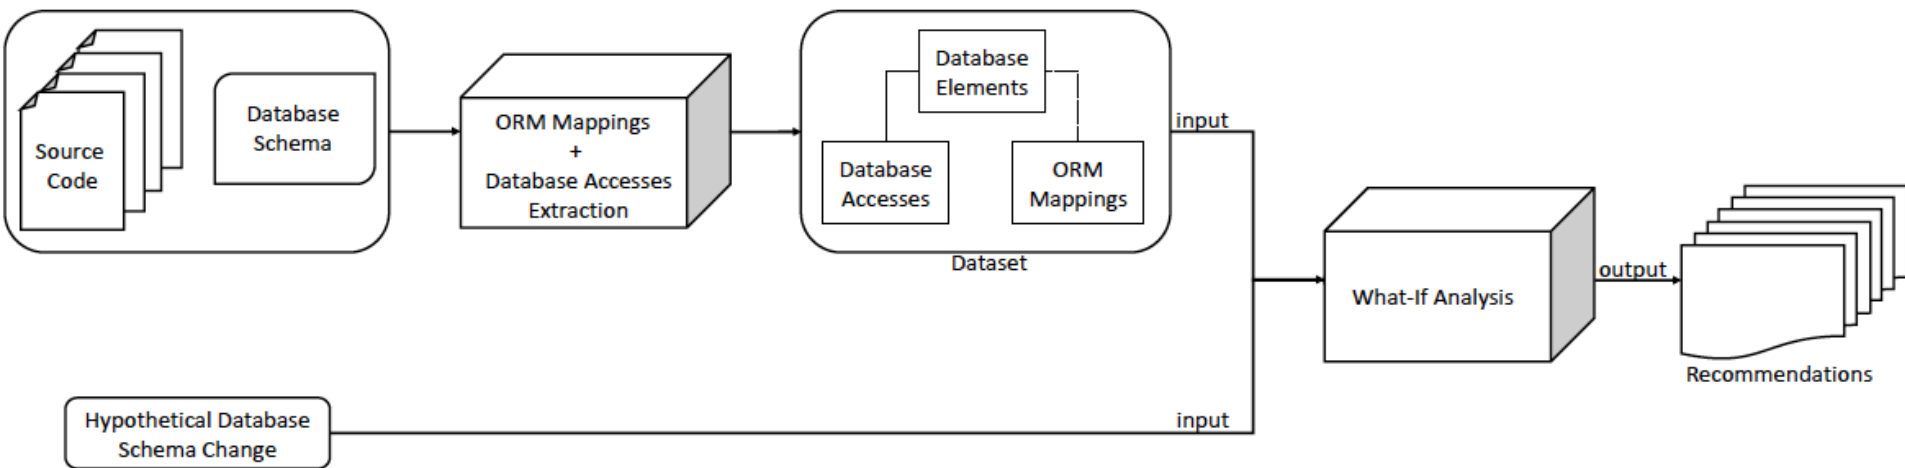 Source
Code
Database
Schema
ORM Mappings
+
Database Accesses
Extraction
Database
Elements
Database
Accesses
ORM
Mappings
Dataset
input
Hypothetical Database
Schema Change
input
What-If Analysis
output
Recommendations